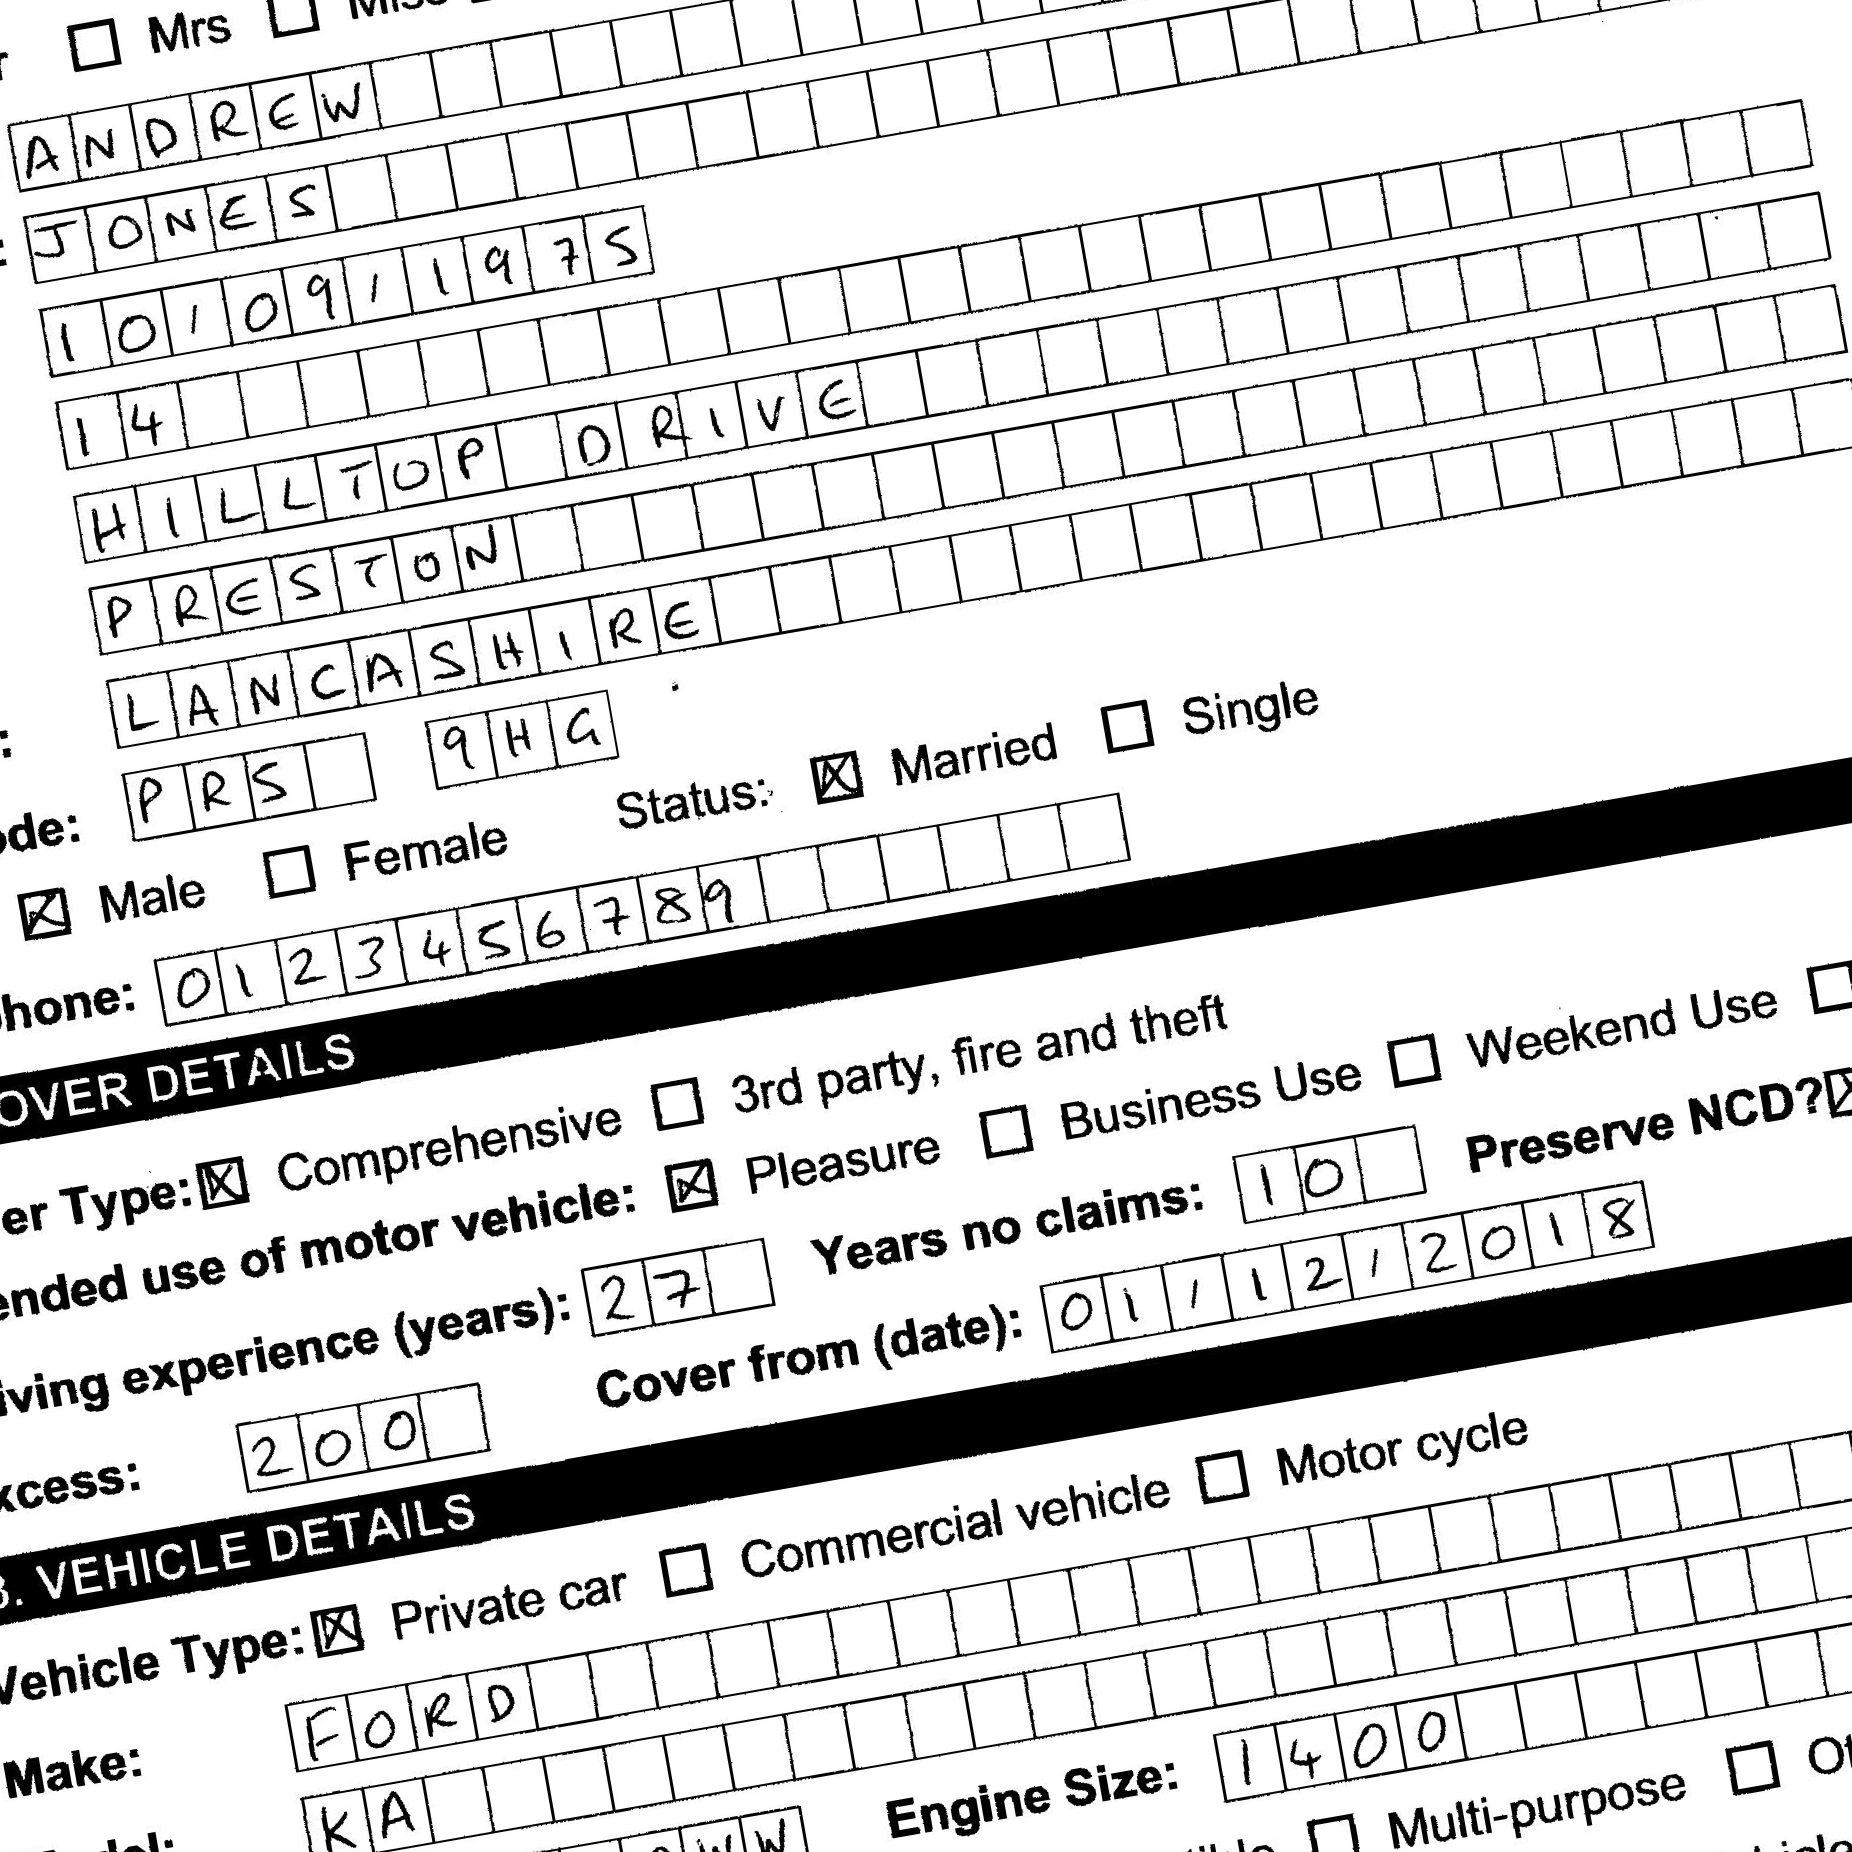 Mrs
ANDREW
JONES
10/09/1975
14
HILLTOP DRIVE
PRESTON
LANCASHIRE
ode: PR5 9HG
Male Female Status: Married Single
hone: 0123456789
OVER DETAILS
er Type: Comprehensive 3rd party, fire and theft
ended use of motor vehicle: Pleasure Business Use Weekend Use
iving experience (years): 27 Years no claims: 10 Preserve NCD?
xcess: 200 Cover from (date): 01/12/2018
3. VEHICLE DETAILS
Vehicle Type: Private car Commercial vehicle Motor cycle
Make: FORD
KA
Engine Size: 1400
Multi-purpose